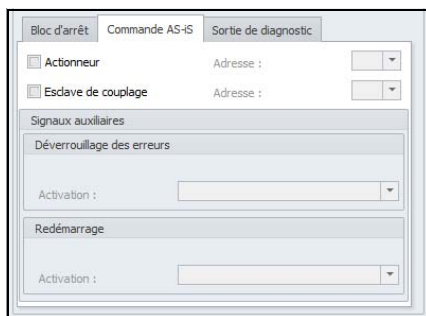 Bloc d'arrêt Commande AS-iS Sortie de diagnostic
Actionneur Adresse :
Esclave de couplage Adresse :
Signaux auxiliaires
Déverrouillage des erreurs
Activation :
Redémarrage
Activation :